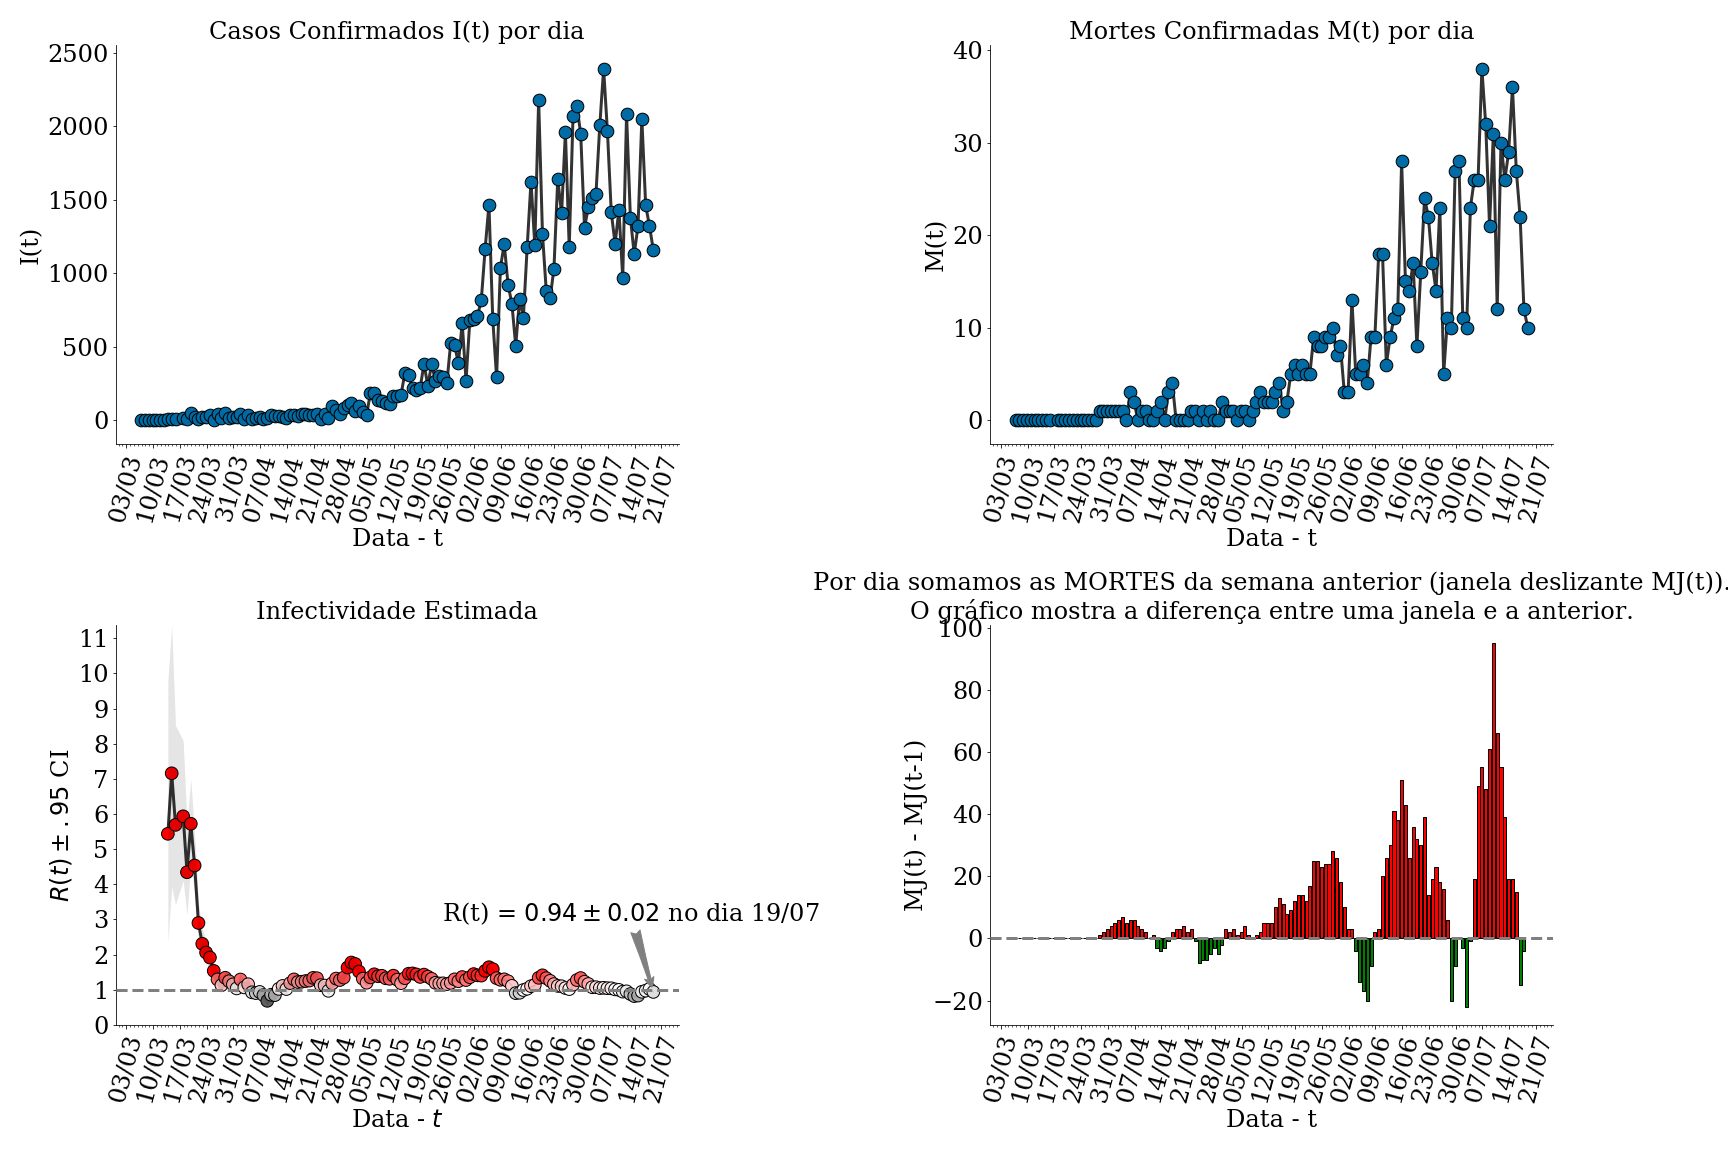 Casos Confirmados I(t) por dia
2500
2000
1500
1000
500
0
I(t)
03/03 10/03 17/03 24/03 31/03 07/04 14/04 21/04 28/04 05/05 12/05 19/05 26/05 02/06 09/06 16/06 23/06 30/06 07/07 14/07 21/07
Data - t
Mortes Confirmadas M(t) por dia
40
30
20
10
0
M(t)
03/03 10/03 17/03 24/03 31/03 07/04 14/04 21/04 28/04 05/05 12/05 19/05 26/05 02/06 09/06 16/06 23/06 30/06 07/07 14/07 21/07
Data - t
Infectividade Estimada
11
10
9
8
7
6
5
4
3
2
1
0
R(t) ± .95 CI
R(t) = 0.94 ± 0.02 no dia 19/07
03/03 10/03 17/03 24/03 31/03 07/04 14/04 21/04 28/04 05/05 12/05 19/05 26/05 02/06 09/06 16/06 23/06 30/06 07/07 14/07 21/07
Data - t
Por dia somamos as MORTES da semana anterior (janela deslizante MJ(t)).
O gráfico mostra a diferença entre uma janela e a anterior.
100
80
60
40
20
0
−20
MJ(t) - MJ(t-1)
03/03 10/03 17/03 24/03 31/03 07/04 14/04 21/04 28/04 05/05 12/05 19/05 26/05 02/06 09/06 16/06 23/06 30/06 07/07 14/07 21/07
Data - t